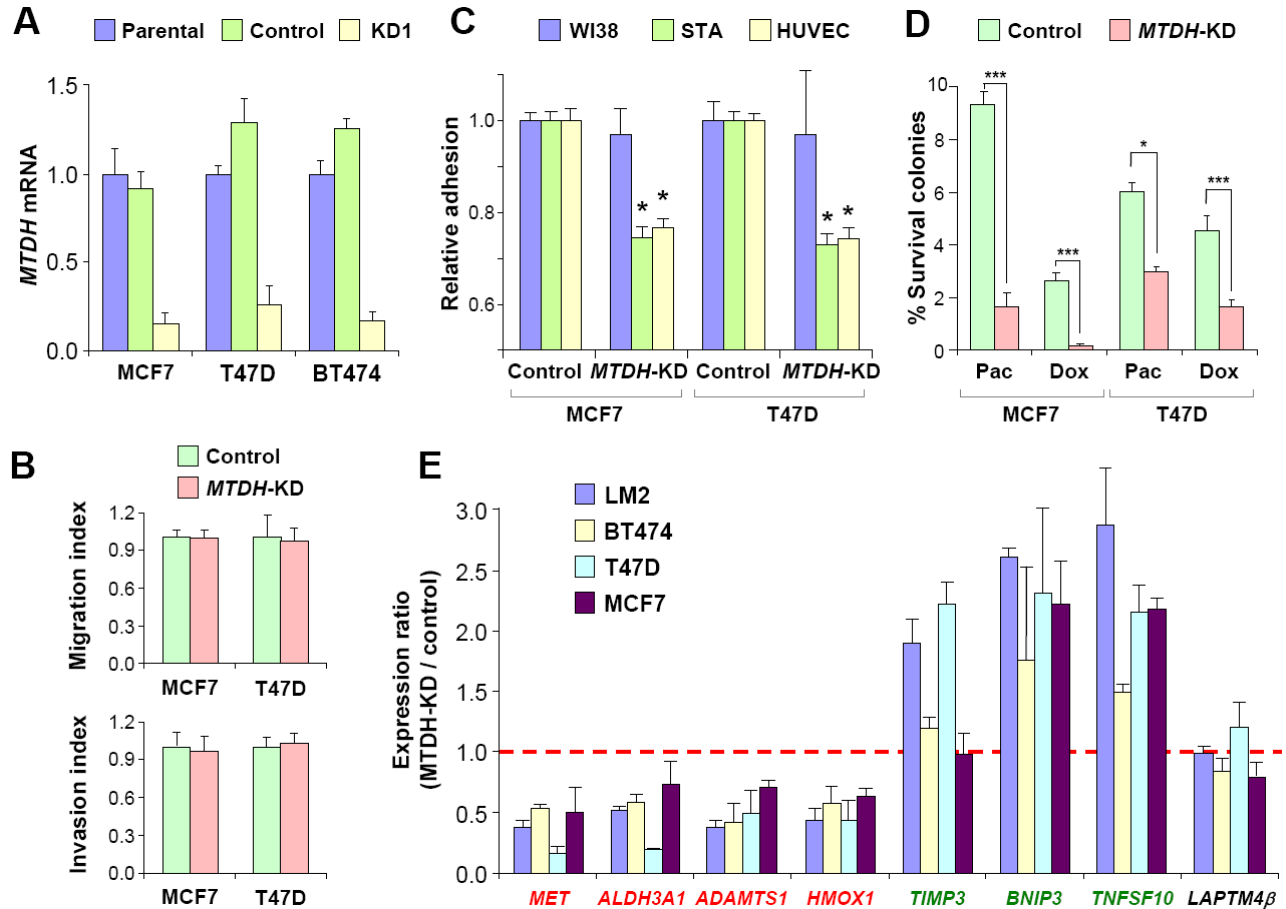 A
Parental Control KD1
MTDH mRNA
1.5
1.0
0.5
0.0
MCF7 T47D BT474
B
Control
MTDH-KD
Migration index
1.2
0.9
0.6
0.3
0.0
MCF7 T47D
Invasion index
1.2
0.9
0.6
0.3
0.0
MCF7 T47D
C
WI38 STA HUVEC
Relative adhesion
1.0
0.8
0.6
* *
* *
Control MTDH-KD Control MTDH-KD
MCF7 T47D
D
Control MTDH-KD
% Survival colonies
10
8
6
4
2
0
*** *** * ***
Pac Dox Pac Dox
MCF7 T47D
E
LM2
BT474
T47D
MCF7
Expression ratio
(MTDH-KD / control)
3.0
2.5
2.0
1.5
1.0
0.5
0.0
MET ALDH3A1 ADAMTS1 HMOX1 TIMP3 BNIP3 TNFSF10 LAPTM4β